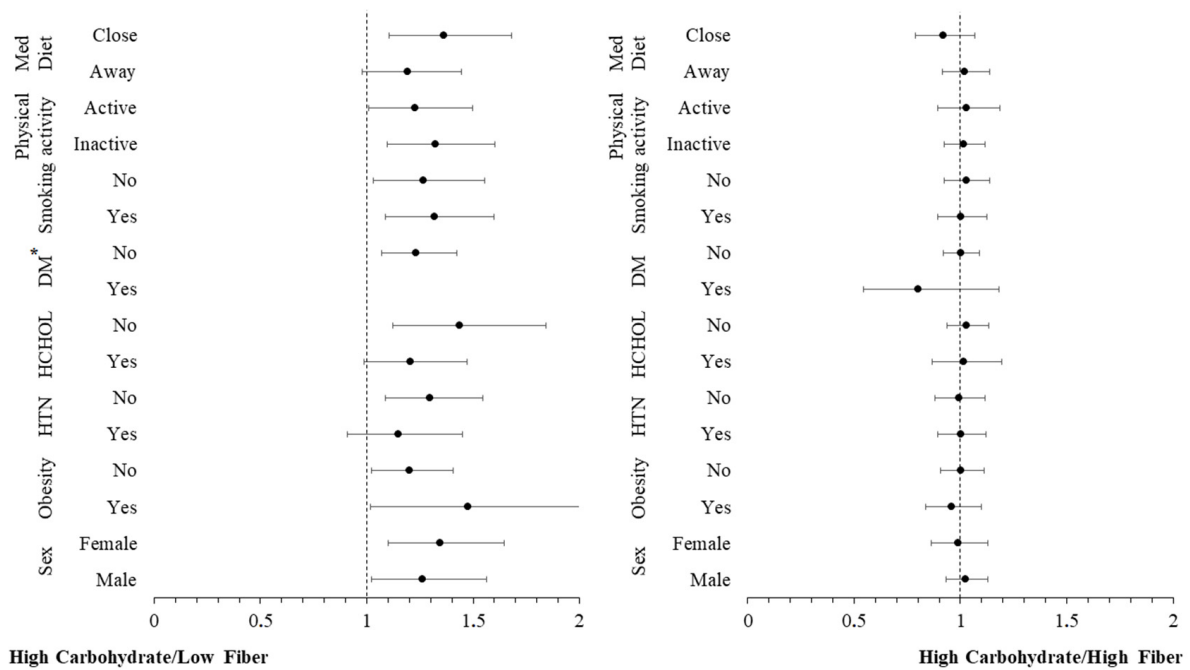 Med Diet
Close
Away
Physical activity
Active
Inactive
Smoking
No
Yes
DM*
No
Yes
HCHOL
No
Yes
HTN
No
Yes
Obesity
No
Yes
Sex
Female
Male
0 0.5 1 1.5 2
High Carbohydrate/Low Fiber
Med Diet
Close
Away
Physical activity
Active
Inactive
Smoking
No
Yes
DM
No
Yes
HCHOL
No
Yes
HTN
No
Yes
Obesity
No
Yes
Sex
Female
Male
0 0.5 1 1.5 2
High Carbohydrate/High Fiber